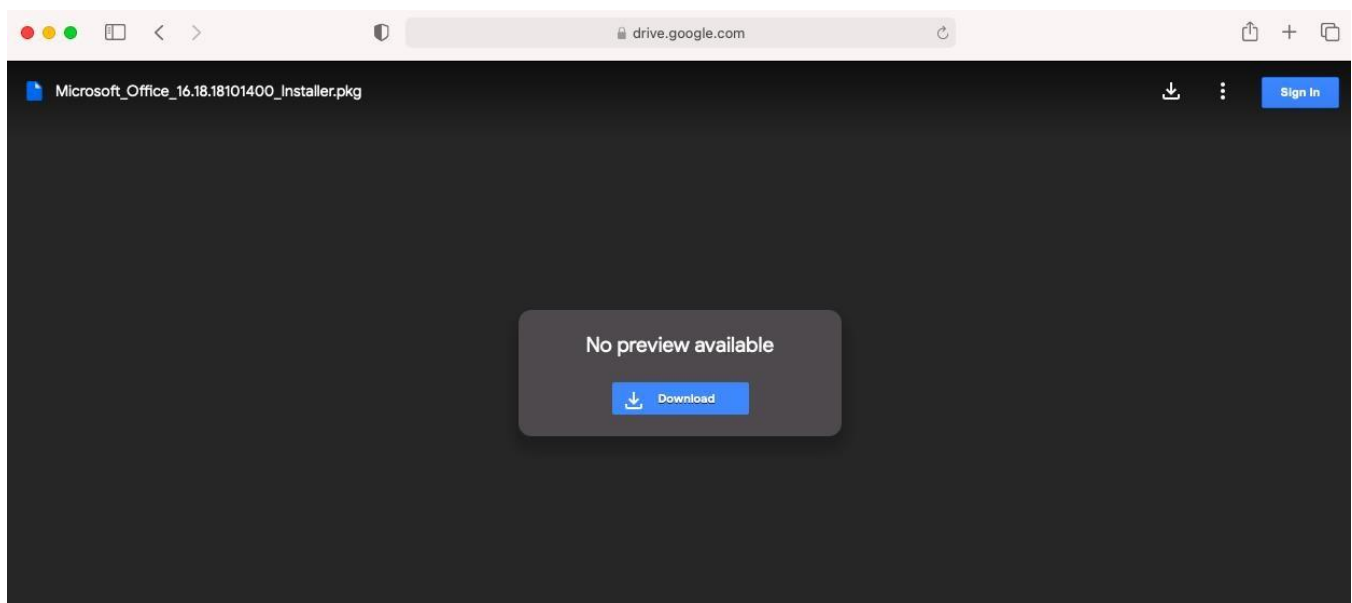 drive.google.com
Microsoft_Office_16.18.18101400_Installer.pkg
Sign in
No preview available
Download